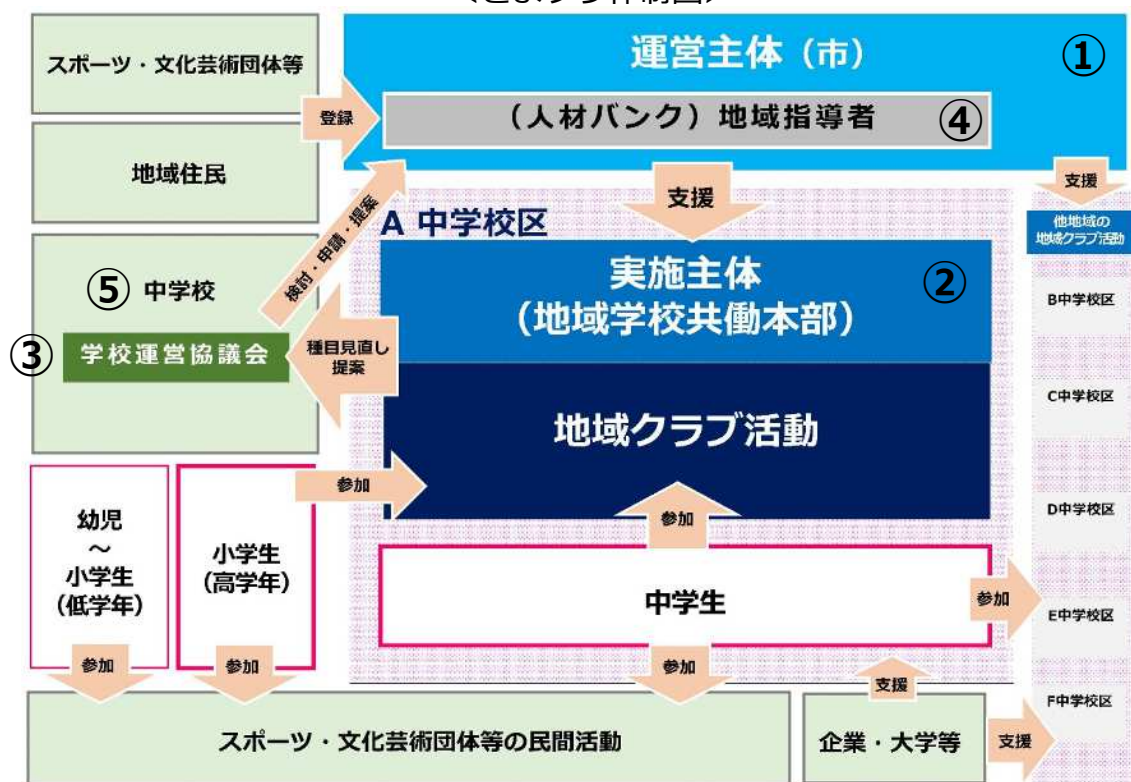 スポーツ・文化芸術団体等
登録
地域住民
運営主体（市）
①
（人材バンク）地域指導者
④
支援
支援
他地域の
地域クラブ活動
A 中学校区
検討・申請・提案
⑤ 中学校
③ 学校運営協議会
種目見直し
提案
実施主体
（地域学校共働本部）
②
地域クラブ活動
B中学校区
C中学校区
D中学校区
E中学校区
F中学校区
幼児
～
小学生
（低学年）
小学生
（高学年）
参加
参加
中学生
参加
参加
参加
参加
支援
スポーツ・文化芸術団体等の民間活動
企業・大学等
支援